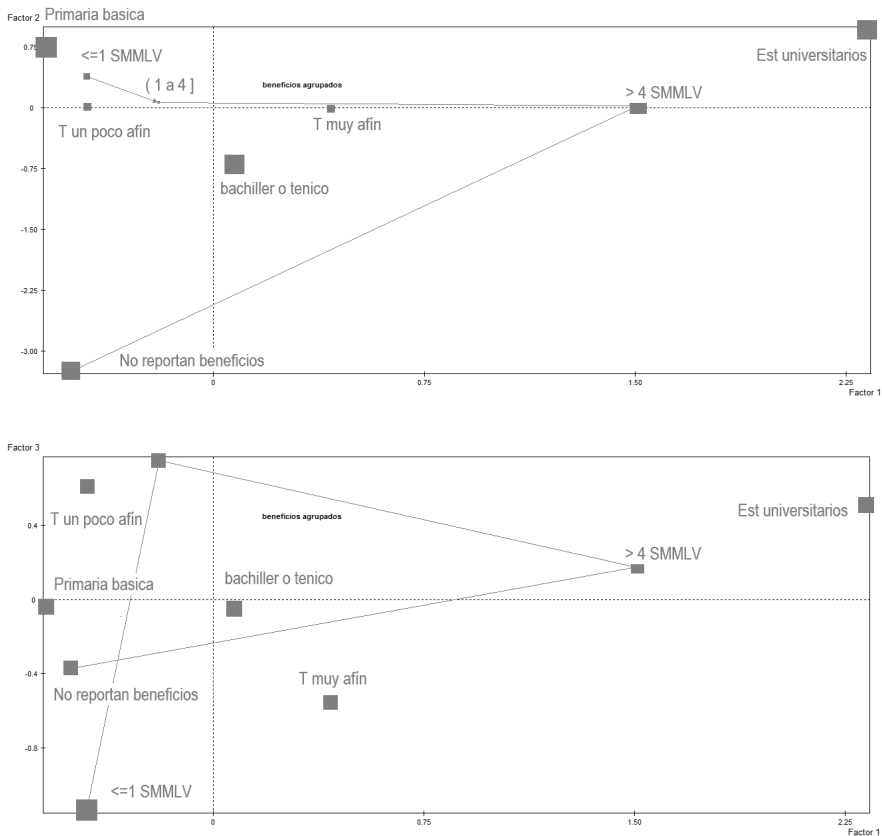 Factor 2
Primaria basica
0.75
<=1 SMMLV
Est universitarios
( 1 a 4 ]
beneficios agrupados
> 4 SMMLV
0
T un poco afín
T muy afín
-0.75
bachiller o tenico
-1.50
-2.25
-3.00
No reportan beneficios
0
0.75
1.50
2.25
Factor 1
Factor 3
T un poco afín
beneficios agrupados
Est universitarios
0.4
> 4 SMMLV
Primaria basica
bachiller o tenico
0
-0.4
No reportan beneficios
T muy afín
-0.8
<=1 SMMLV
0
0.75
1.50
2.25
Factor 1